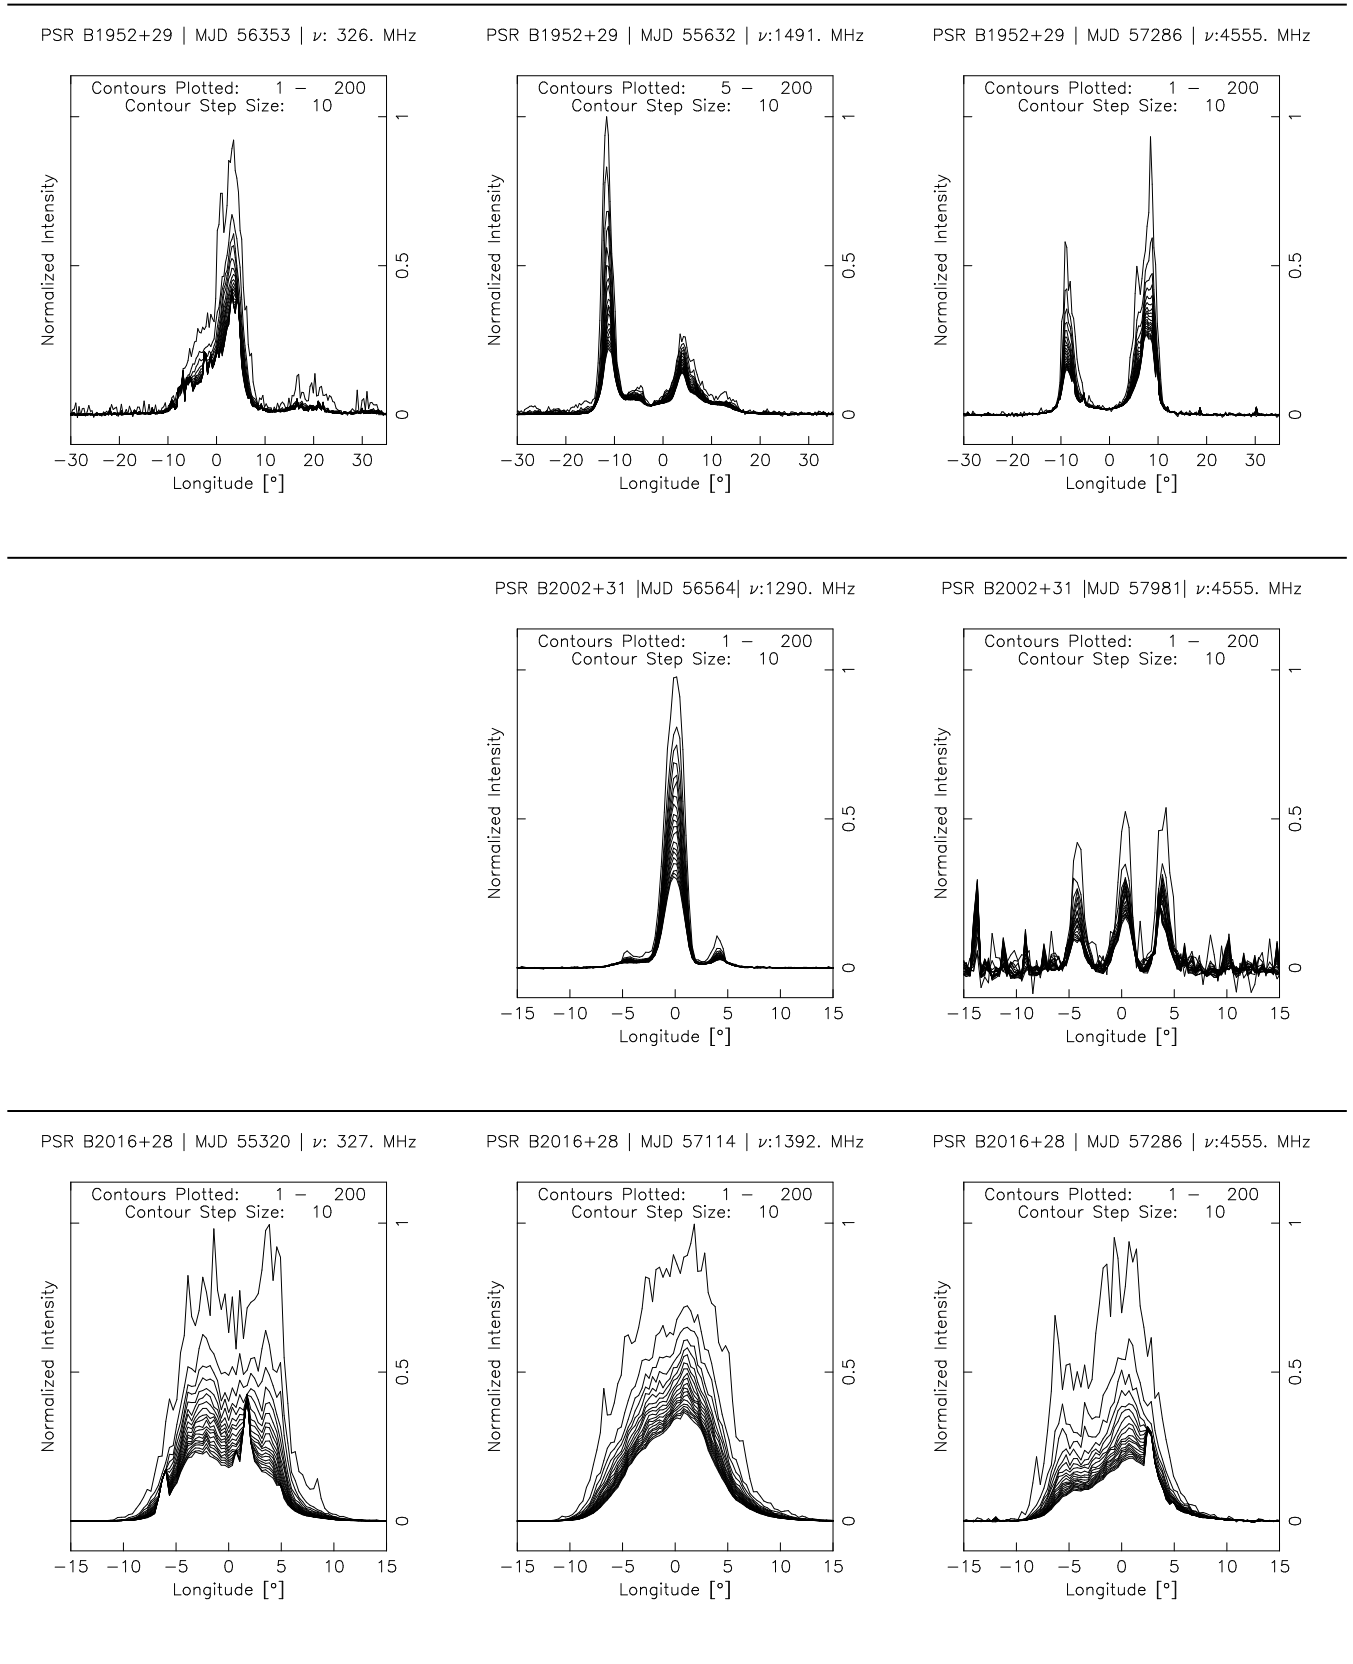 PSR B1952+29 | MJD 56353 | ν: 326. MHz
Contours Plotted: 1 − 200
Contour Step Size: 10
Normalized Intensity
0 0.5 1
−30 −20 −10 0 10 20 30
Longitude [°]
PSR B1952+29 | MJD 55632 | ν:1491. MHz
Contours Plotted: 5 − 200
Contour Step Size: 10
Normalized Intensity
0 0.5 1
−30 −20 −10 0 10 20 30
Longitude [°]
PSR B1952+29 | MJD 57286 | ν:4555. MHz
Contours Plotted: 1 − 200
Contour Step Size: 10
Normalized Intensity
0 0.5 1
−30 −20 −10 0 10 20 30
Longitude [°]
PSR B2002+31 |MJD 56564| ν:1290. MHz
Contours Plotted: 1 − 200
Contour Step Size: 10
Normalized Intensity
0 0.5 1
−15 −10 −5 0 5 10 15
Longitude [°]
PSR B2002+31 |MJD 57981| ν:4555. MHz
Contours Plotted: 1 − 200
Contour Step Size: 10
Normalized Intensity
0 0.5 1
−15 −10 −5 0 5 10 15
Longitude [°]
PSR B2016+28 | MJD 55320 | ν: 327. MHz
Contours Plotted: 1 − 200
Contour Step Size: 10
Normalized Intensity
0 0.5 1
−15 −10 −5 0 5 10 15
Longitude [°]
PSR B2016+28 | MJD 57114 | ν:1392. MHz
Contours Plotted: 1 − 200
Contour Step Size: 10
Normalized Intensity
0 0.5 1
−15 −10 −5 0 5 10 15
Longitude [°]
PSR B2016+28 | MJD 57286 | ν:4555. MHz
Contours Plotted: 1 − 200
Contour Step Size: 10
Normalized Intensity
0 0.5 1
−15 −10 −5 0 5 10 15
Longitude [°]